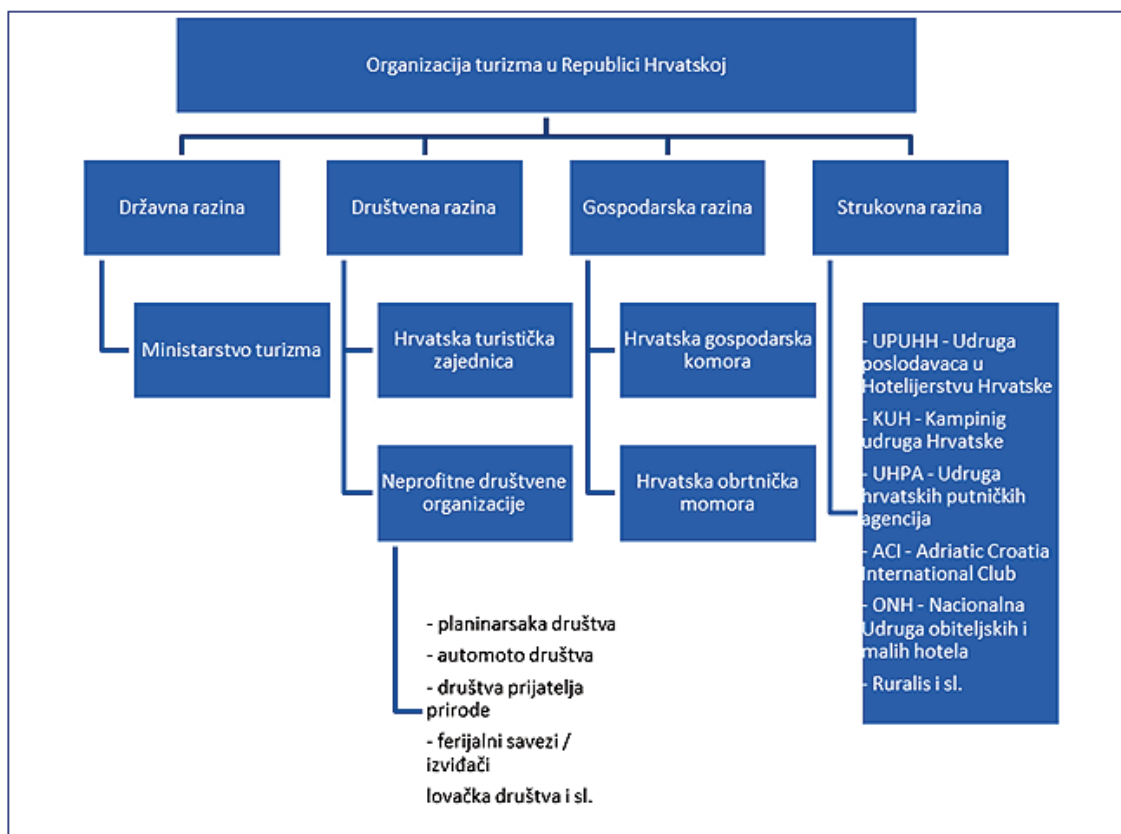 Organizacija turizma u Republici Hrvatskoj
Državna razina
Društvena razina
Gospodarska razina
Strukovna razina
Ministarstvo turizma
Hrvatska turistička
zajednica
Hrvatska gospodarska
komora
Neprofitne društvene
organizacije
Hrvatska obrtnička
momora
- planinarsaka društva
- automoto društva
- društva prijatelja
prirode
- ferijalni savezi /
izviđači
lovačka društva i sl.
- UPUHH - Udruga
poslodavaca u
Hotelijerstvu Hrvatske
- KUH - Kampinig
udruga Hrvatske
- UHPA - Udruga
hrvatskih putničkih
agencija
- ACI - Adriatic Croatia
International Club
- ONH - Nacionalna
Udruga obiteljskih i
malih hotela
- Ruralis i sl.